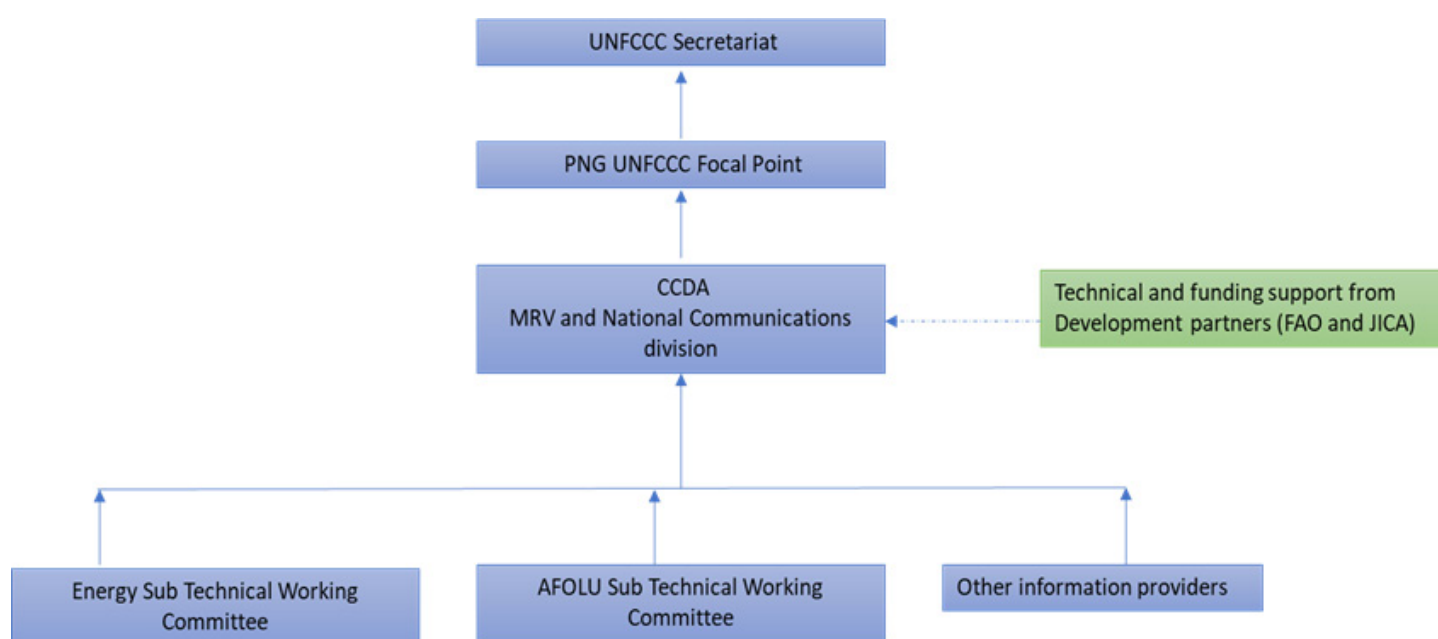 UNFCCC Secretariat
PNG UNFCCC Focal Point
CCDA
MRV and National Communications
division
Technical and funding support from
Development partners (FAO and JICA)
Energy Sub Technical Working
Committee
AFOLU Sub Technical Working
Committee
Other information providers